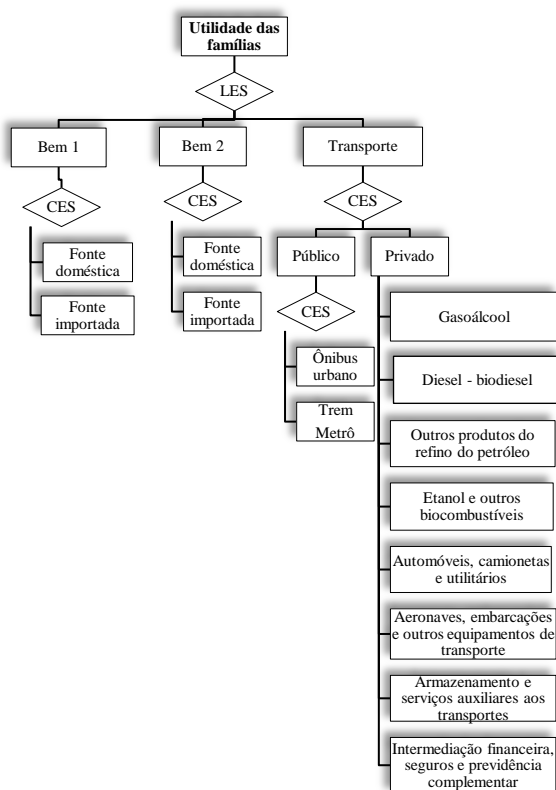 Utilidade das
famílias
LES
Bem 1
Bem 2
Transporte
CES
CES
CES
Fonte
doméstica
Fonte
importada
Fonte
doméstica
Fonte
importada
Público
Privado
CES
Ônibus
urbano
Trem
Metrô
Gasoálcool
Diesel - biodiesel
Outros produtos do
refino do petróleo
Etanol e outros
biocombustíveis
Automóveis, camionetas
e utilitários
Aeronaves, embarcações
e outros equipamentos de
transporte
Armazenamento e
serviços auxiliares aos
transportes
Intermediação financeira,
seguros e previdência
complementar